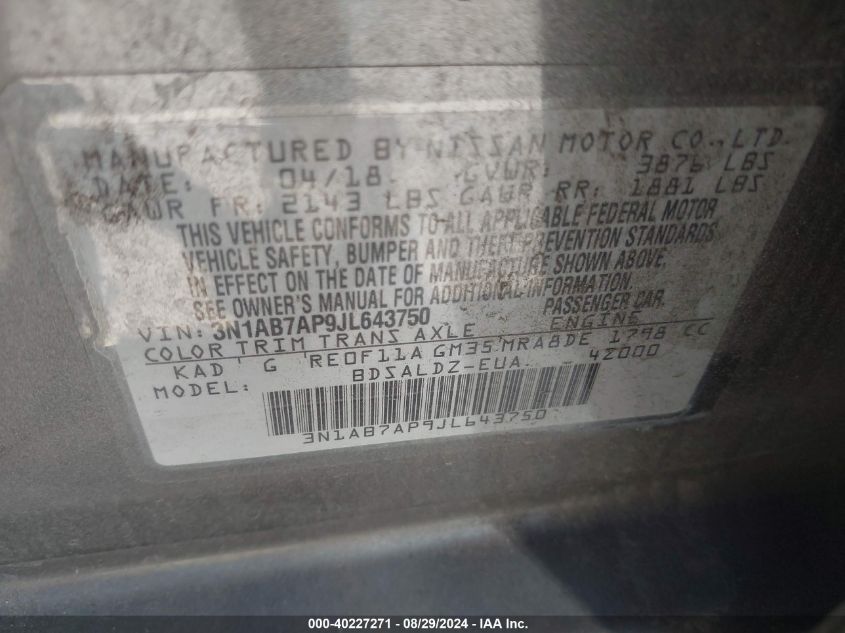 MANUFACTURED BY NISSAN MOTOR CO., LTD.
DATE: 04/18 GVWR: 3876 LBS
GAWR FR: 2143 LBS GAWR RR: 1881 LBS
THIS VEHICLE CONFORMS TO ALL APPLICABLE FEDERAL MOTOR
VEHICLE SAFETY, BUMPER AND THEFT PREVENTION STANDARDS
IN EFFECT ON THE DATE OF MANUFACTURE SHOWN ABOVE.
SEE OWNER'S MANUAL FOR ADDITIONAL INFORMATION.
VIN: 3N1AB7AP9JL643750 PASSENGER CAR
COLOR TRIM TRANS AXLE ENGINE
KAD G RE0F11A GM35 MRA8DE 1798 CC
MODEL: BDSALDZ-EUA 42000
3N1AB7AP9JL643750
000-40227271 - 08/29/2024 - IAAI.com